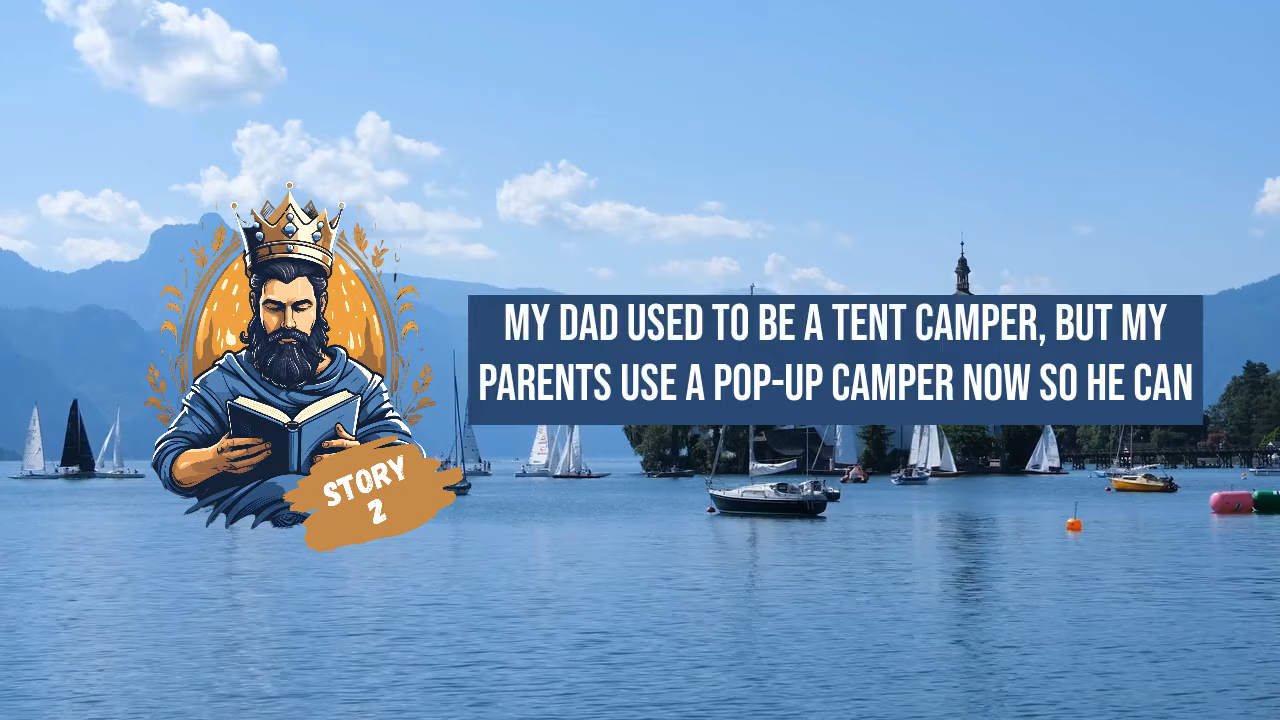 MY DAD USED TO BE A TENT CAMPER, BUT MY
PARENTS USE A POP-UP CAMPER NOW SO HE CAN
STORY
2